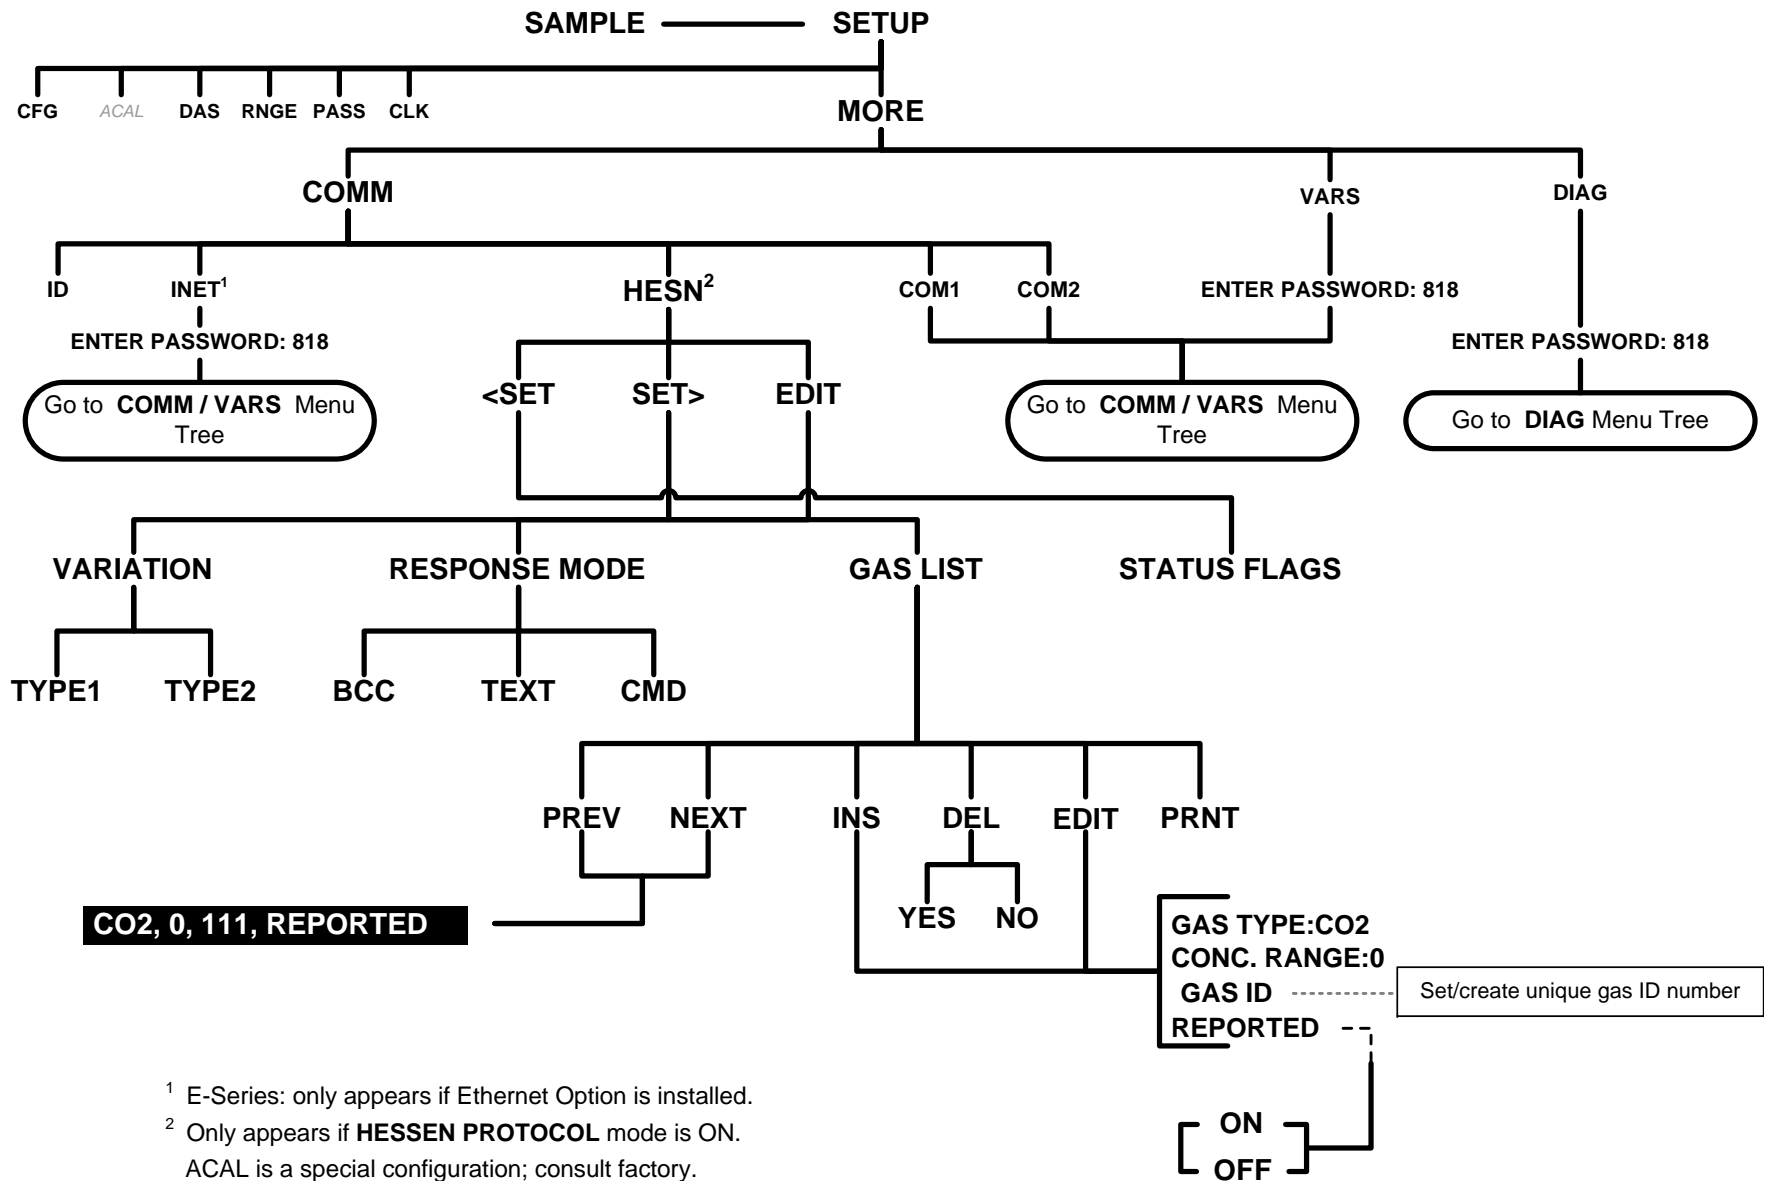 SAMPLE SETUP
CFG ACAL DAS RNGE PASS CLK MORE
COMM VARS DIAG
ID INET1 HESN2 COM1 COM2 ENTER PASSWORD: 818
ENTER PASSWORD: 818 ENTER PASSWORD: 818
<SET SET> EDIT
Go to COMM / VARS Menu
Tree
Go to COMM / VARS Menu
Tree
Go to DIAG Menu Tree
VARIATION RESPONSE MODE GAS LIST STATUS FLAGS
TYPE1 TYPE2 BCC TEXT CMD
PREV NEXT INS DEL EDIT PRNT
YES NO
CO2, 0, 111, REPORTED
GAS TYPE:CO2
CONC. RANGE:0
GAS ID
REPORTED
Set/create unique gas ID number
ON
OFF
1 E-Series: only appears if Ethernet Option is installed.
2 Only appears if HESSEN PROTOCOL mode is ON.
ACAL is a special configuration; consult factory.